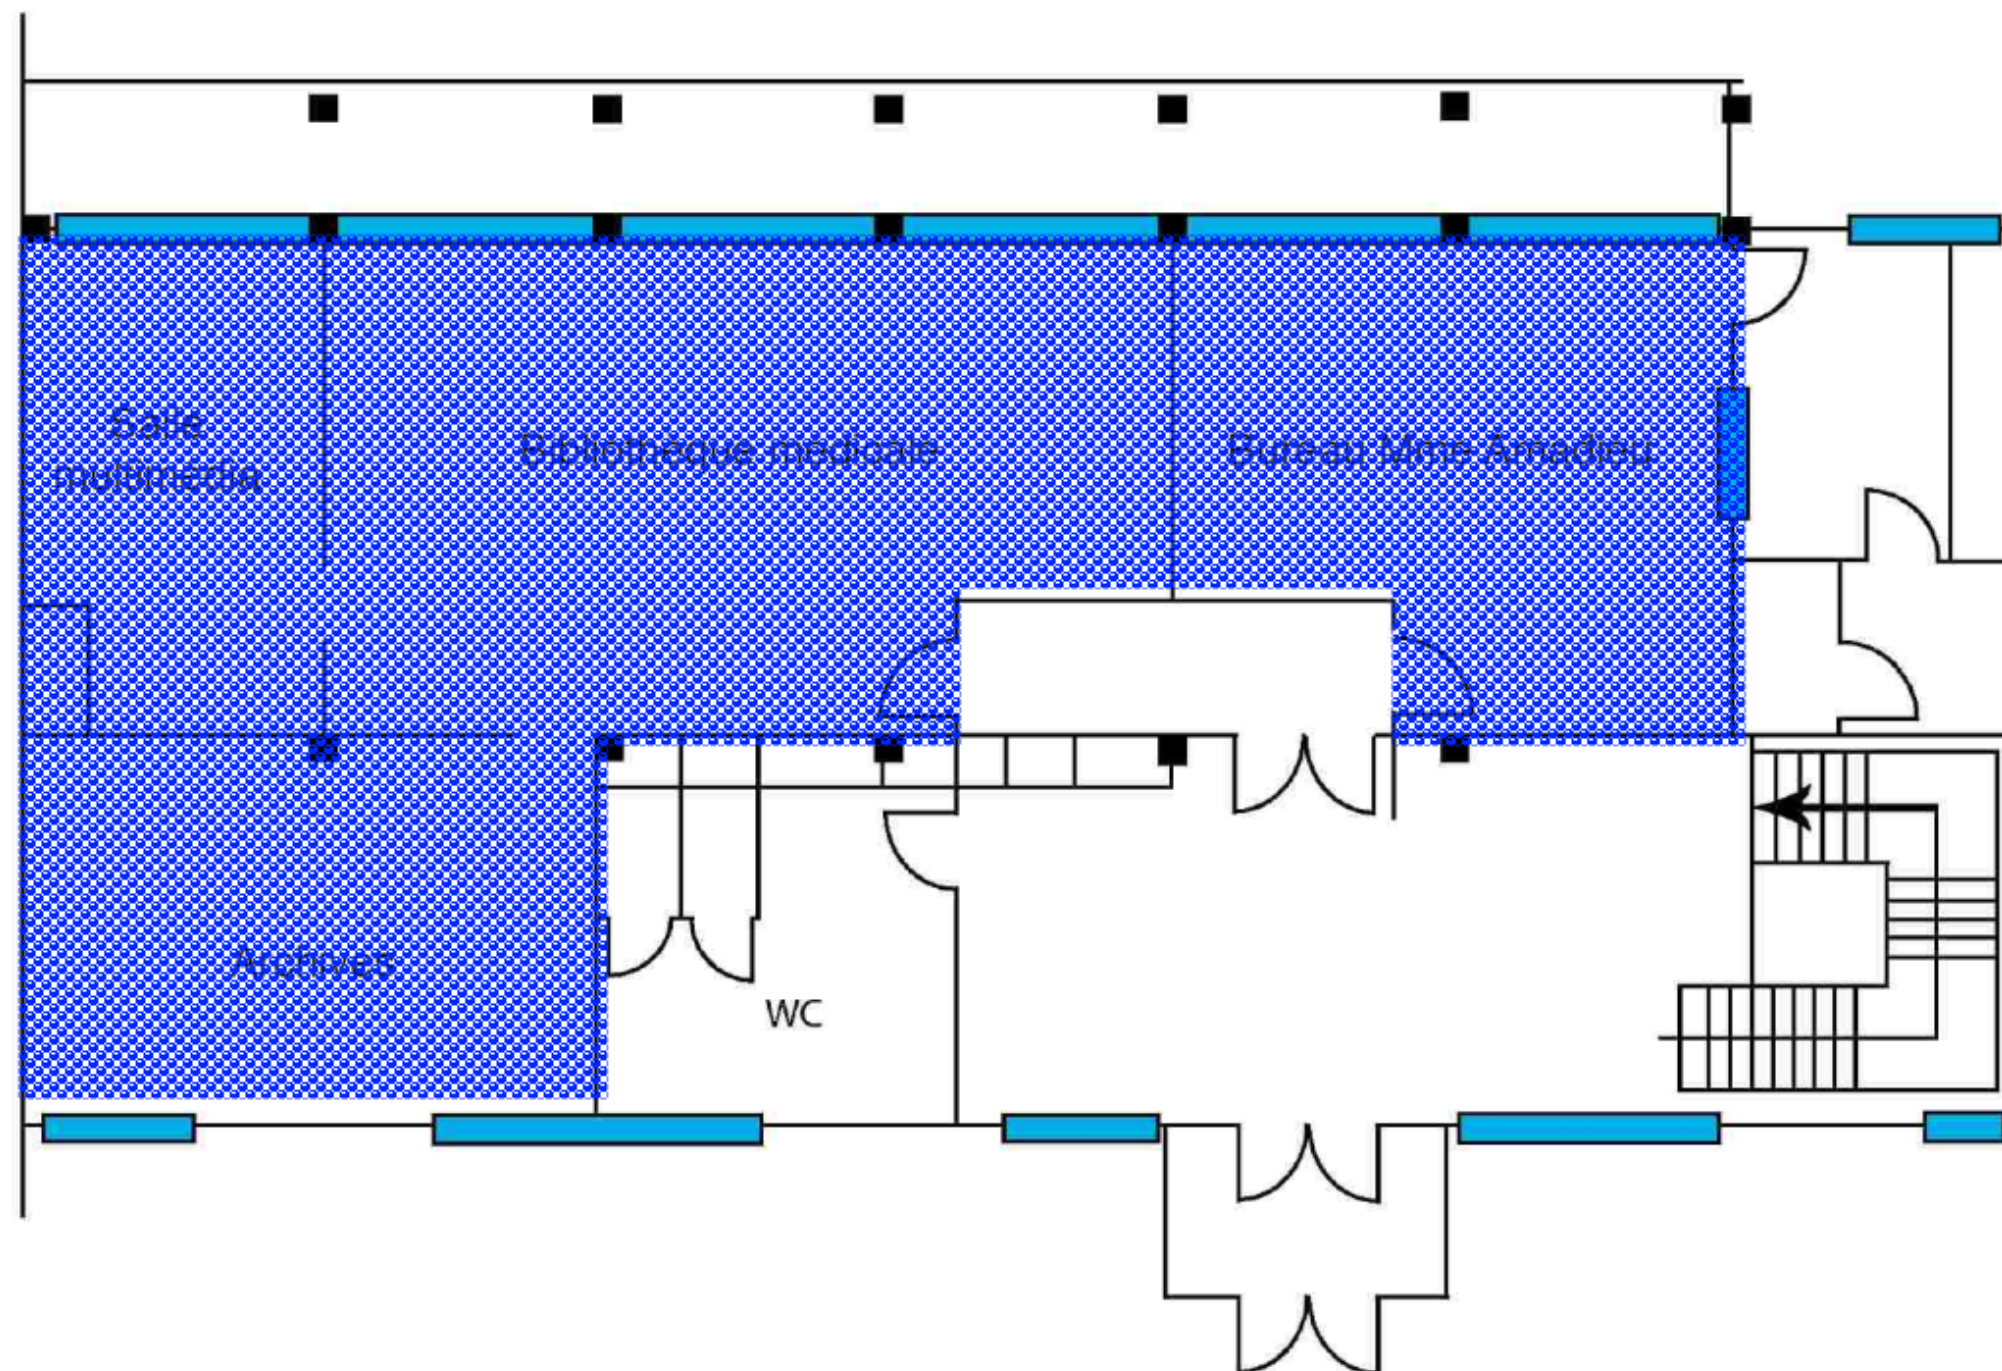 Salle
multimedia
Bibliothèque médicale
Bureau Mme Amadieu
Archives
WC